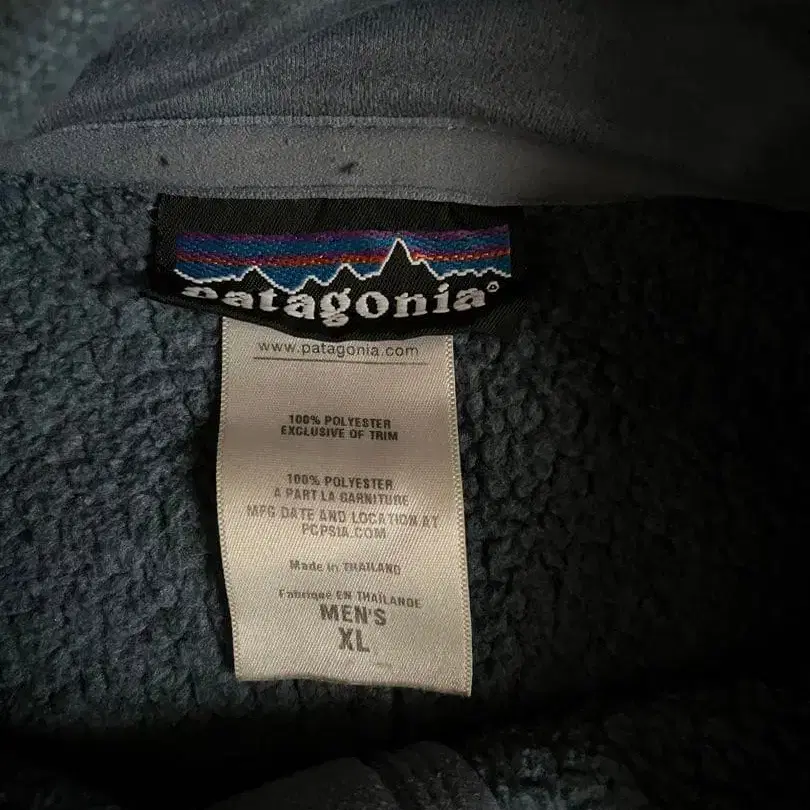 patagonia®
www.patagonia.com
100% POLYESTER
EXCLUSIVE OF TRIM
100% POLYESTER
A PART LA GARNITURE
MFG DATE AND LOCATION AT
PCPSIA.COM
Made in THAILAND
Fabriqué EN THAÏLANDE
MEN'S
XL